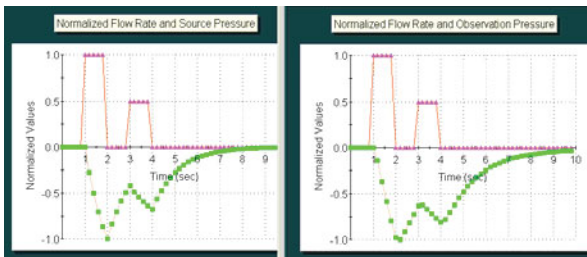 Normalized Flow Rate and Source Pressure
1.0
0.5
0.0
-0.5
-1.0
Normalized Values
1 2 3 4 5 6 7 8 9
Time (sec)
Normalized Flow Rate and Observation Pressure
1.0
0.5
0.0
-0.5
-1.0
Normalized Values
1 2 3 4 5 6 7 8 9 10
Time (sec)